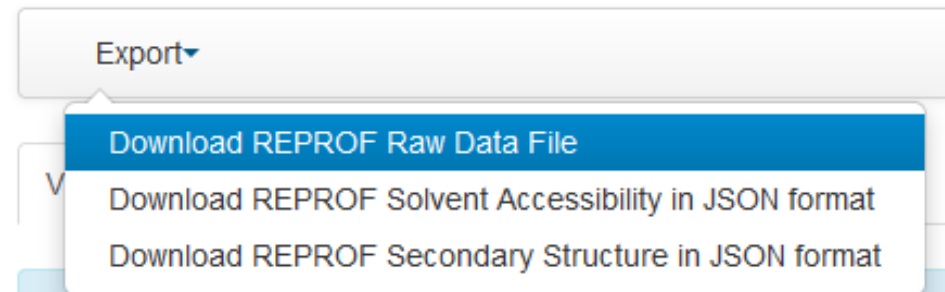 Export
Download REPROF Raw Data File
V
Download REPROF Solvent Accessibility in JSON format
Download REPROF Secondary Structure in JSON format